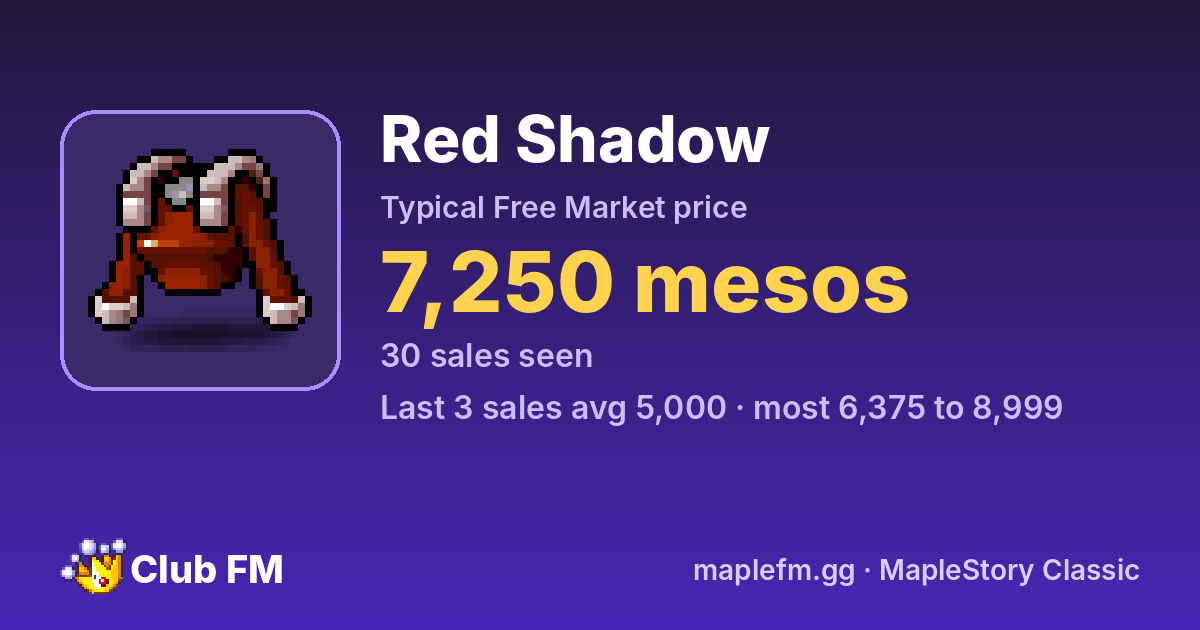 Red Shadow
Typical Free Market price
7,250 mesos
30 sales seen
Last 3 sales avg 5,000 · most 6,375 to 8,999
Club FM
maplefm.gg · MapleStory Classic